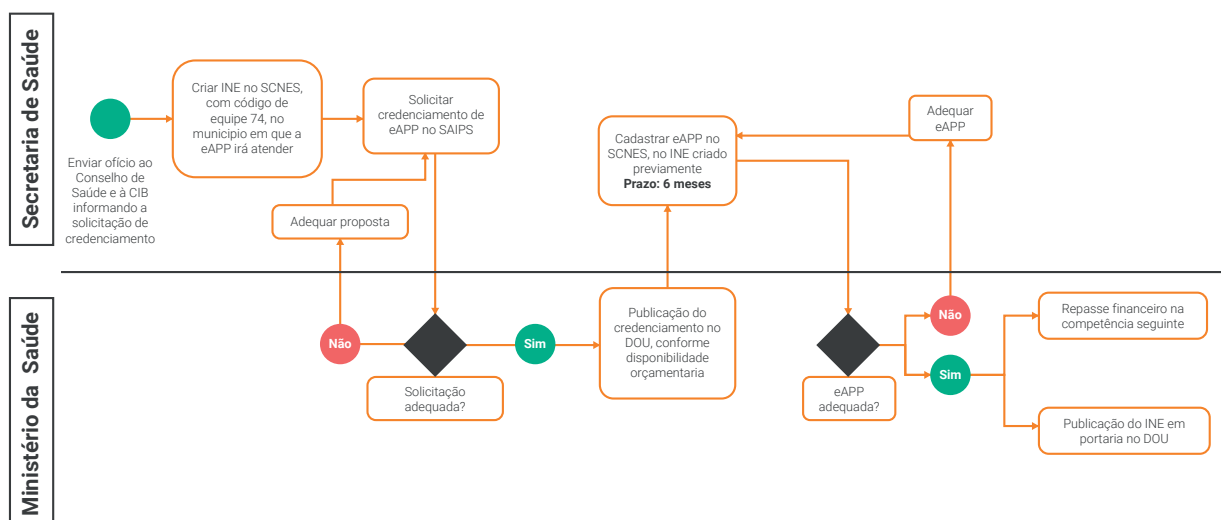 Secretaria de Saúde
Enviar ofício ao
Conselho de
Saúde e à CIB
informando a
solicitação de
credenciamento
Criar INE no SCNES,
com código de
equipe 74, no
municipio em que a
eAPP irá atender
Solicitar
credenciamento de
eAPP no SAIPS
Adequar proposta
Cadastrar eAPP no
SCNES, no INE criado
previamente
Prazo: 6 meses
Adequar
eAPP
Ministério da Saúde
Não
Solicitação
adequada?
Sim
Publicação do
credenciamento no
DOU, conforme
disponibilidade
orçamentaria
eAPP
adequada?
Não
Sim
Repasse financeiro na
competência seguinte
Publicação do INE em
portaria no DOU